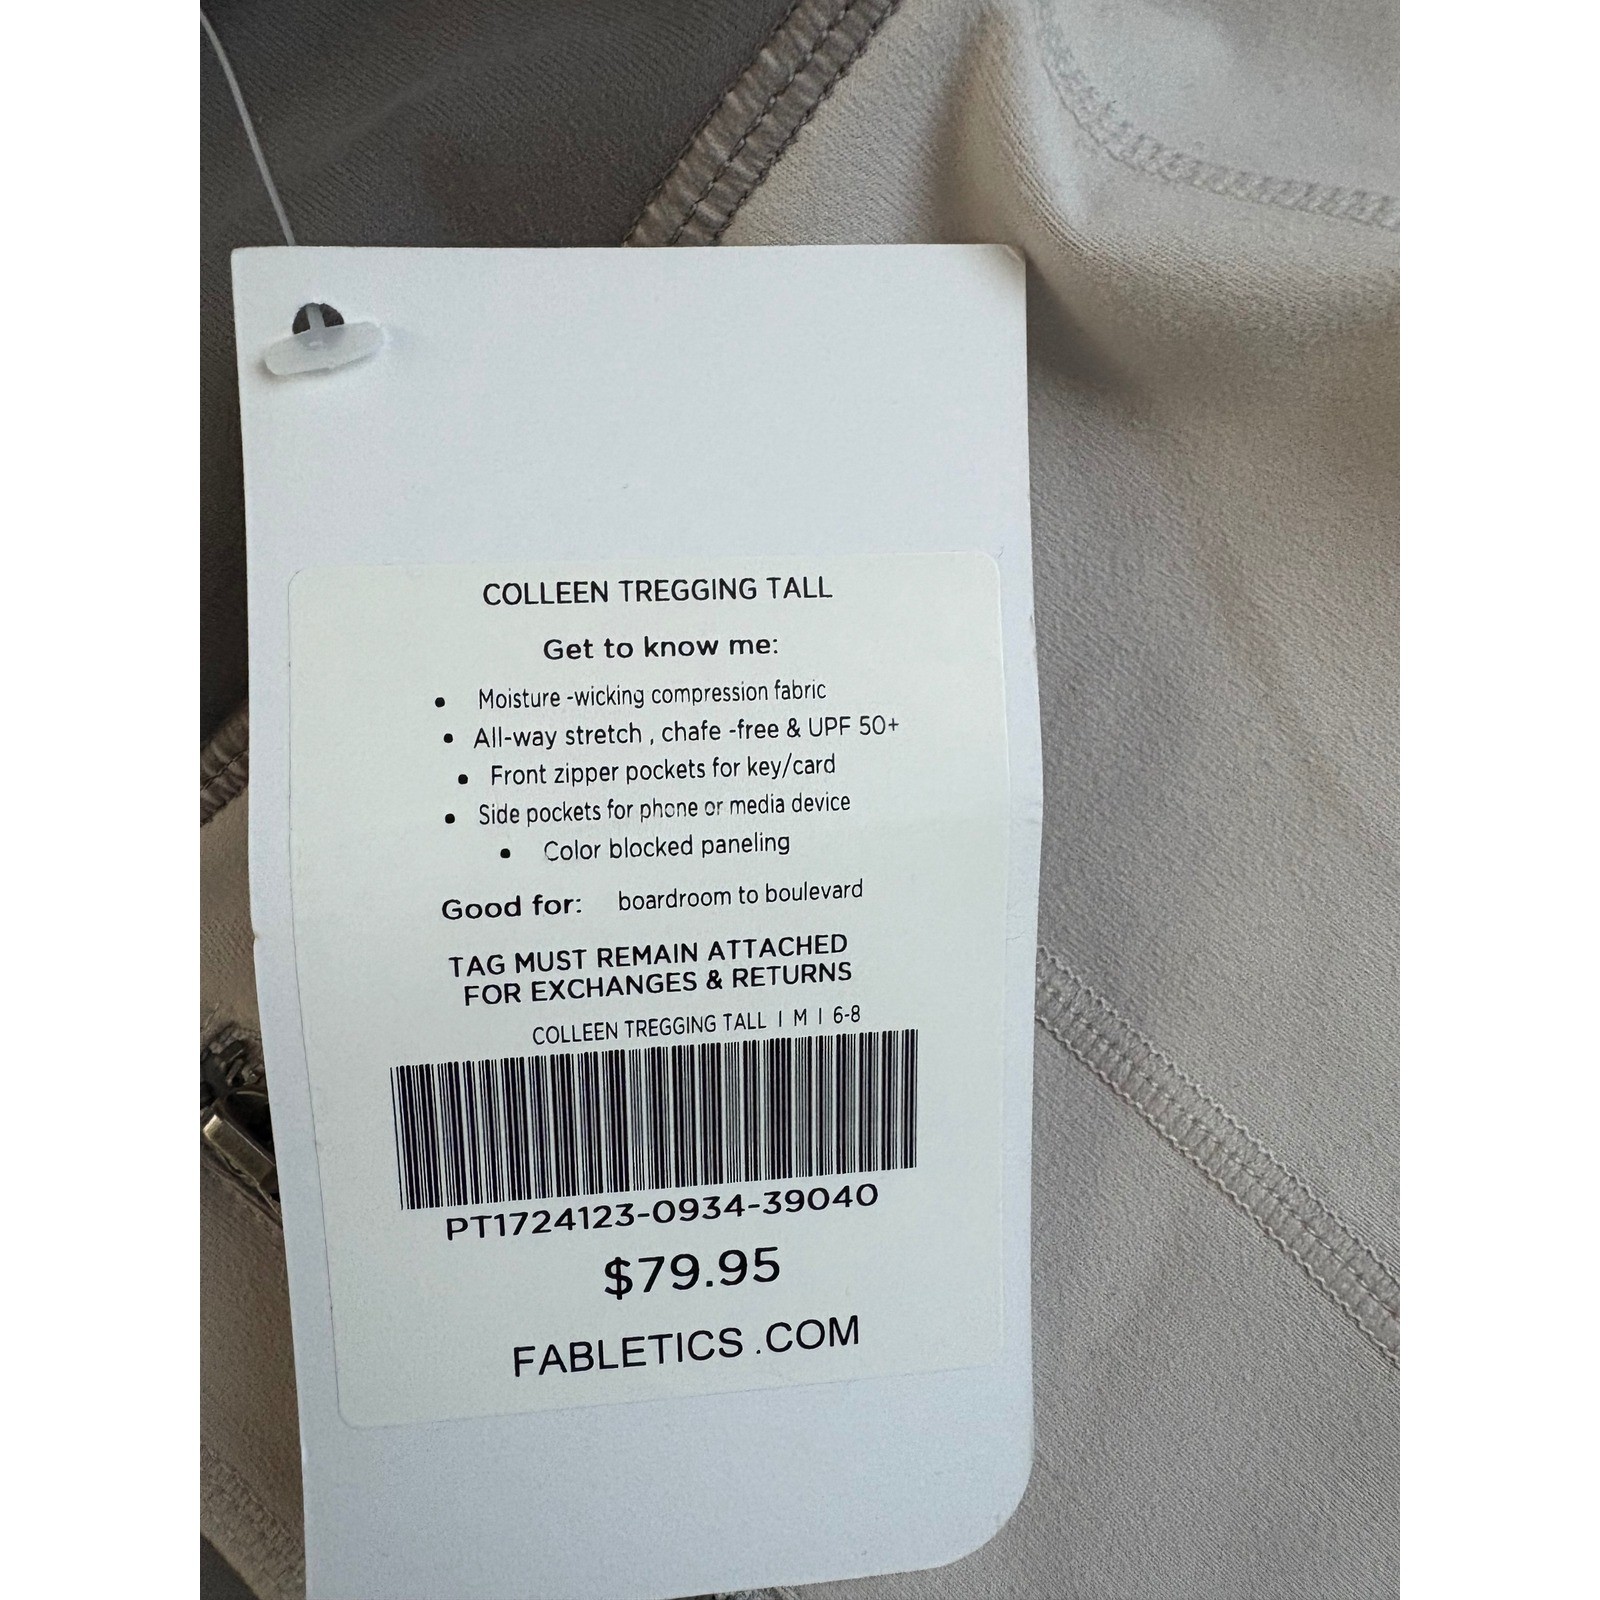 COLLEEN TREGGING TALL
Get to know me:
• Moisture -wicking compression fabric
• All-way stretch , chafe -free & UPF 50+
• Front zipper pockets for key/card
• Side pockets for phone or media device
• Color blocked paneling
Good for: boardroom to boulevard
TAG MUST REMAIN ATTACHED
FOR EXCHANGES & RETURNS
COLLEEN TREGGING TALL | M | 6-8
PT1724123-0934-39040
$79.95
FABLETICS .COM